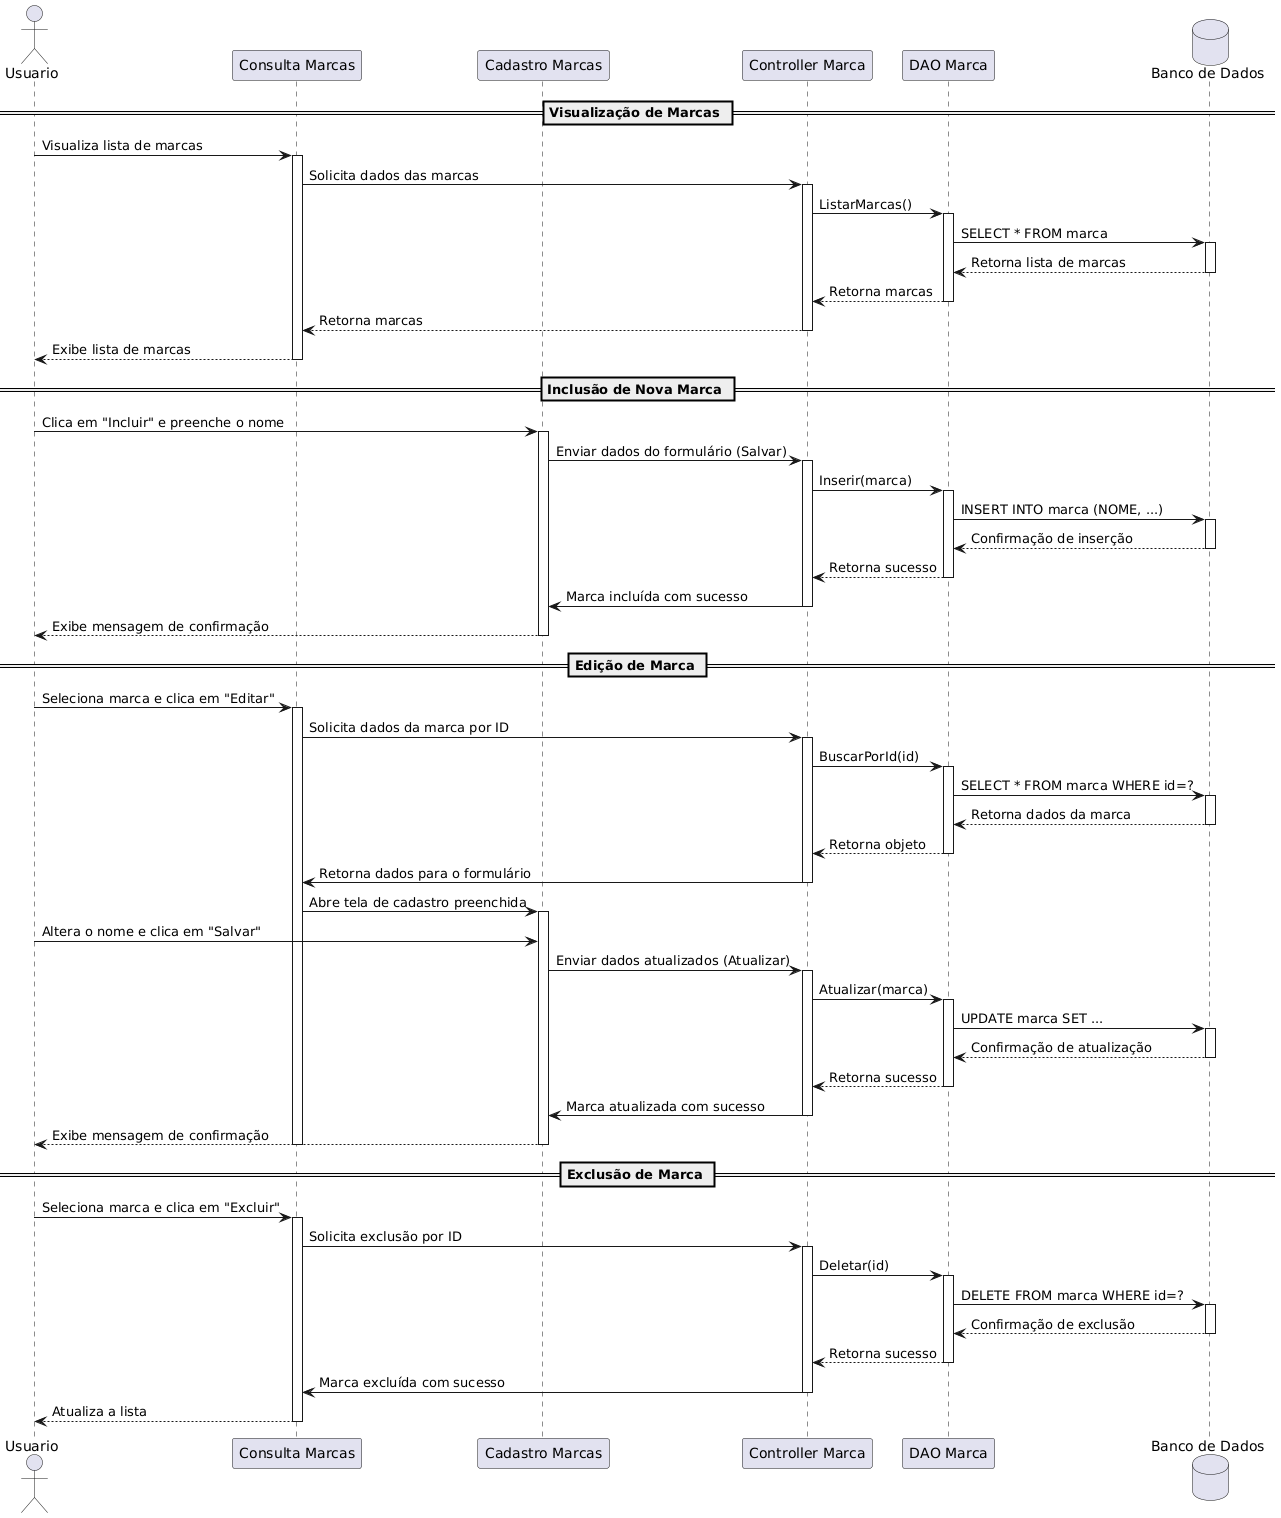 Usuario
Consulta Marcas
Cadastro Marcas
Controller Marca
DAO Marca
Banco de Dados
Visualização de Marcas
Visualiza lista de marcas
Solicita dados das marcas
ListarMarcas()
SELECT * FROM marca
Retorna lista de marcas
Retorna marcas
Retorna marcas
Exibe lista de marcas
Inclusão de Nova Marca
Clica em "Incluir" e preenche o nome
Enviar dados do formulário (Salvar)
Inserir(marca)
INSERT INTO marca (NOME, ...)
Confirmação de inserção
Retorna sucesso
Marca incluída com sucesso
Exibe mensagem de confirmação
Edição de Marca
Seleciona marca e clica em "Editar"
Solicita dados da marca por ID
BuscarPorId(id)
SELECT * FROM marca WHERE id=?
Retorna dados da marca
Retorna objeto
Retorna dados para o formulário
Abre tela de cadastro preenchida
Altera o nome e clica em "Salvar"
Enviar dados atualizados (Atualizar)
Atualizar(marca)
UPDATE marca SET ...
Confirmação de atualização
Retorna sucesso
Marca atualizada com sucesso
Exibe mensagem de confirmação
Exclusão de Marca
Seleciona marca e clica em "Excluir"
Solicita exclusão por ID
Deletar(id)
DELETE FROM marca WHERE id=?
Confirmação de exclusão
Retorna sucesso
Marca excluída com sucesso
Atualiza a lista
Usuario
Consulta Marcas
Cadastro Marcas
Controller Marca
DAO Marca
Banco de Dados